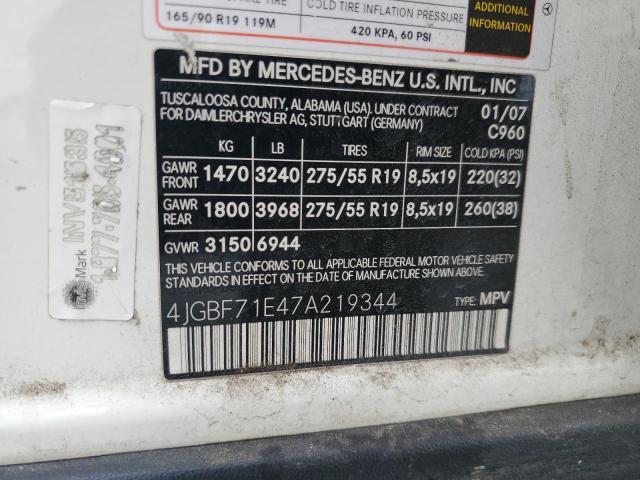 165/90 R19 119M
COLD TIRE INFLATION PRESSURE
420 KPA, 60 PSI
ADDITIONAL
INFORMATION
MFD BY MERCEDES-BENZ U.S. INTL., INC
TUSCALOOSA COUNTY, ALABAMA (USA), UNDER CONTRACT
FOR DAIMLERCHRYSLER AG, STUTTGART (GERMANY)
01/07
C960
KG LB TIRES RIM SIZE COLD KPA (PSI)
GAWR FRONT 1470 3240 275/55 R19 8,5x19 220(32)
GAWR REAR 1800 3968 275/55 R19 8,5x19 260(38)
GVWR 3150 6944
THIS VEHICLE CONFORMS TO ALL APPLICABLE FEDERAL MOTOR VEHICLE SAFETY
STANDARDS IN EFFECT ON THE DATE OF MANUFACTURE SHOWN ABOVE.
4JGBF71E47A219344 TYPE: MPV
Mark